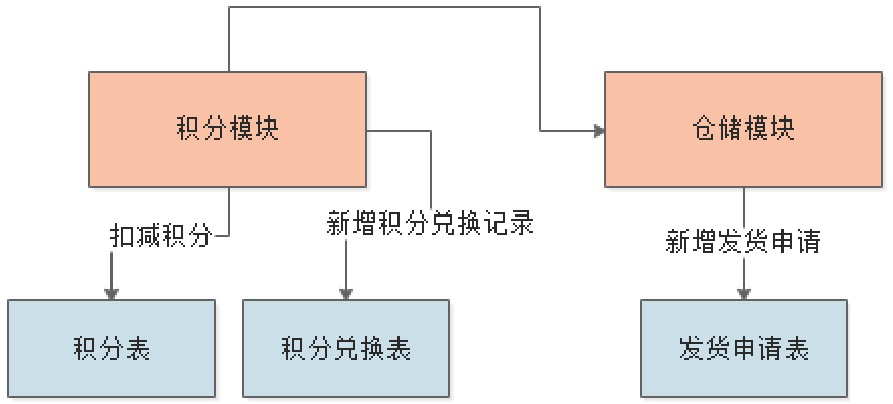 积分模块
仓储模块
扣减积分
新增积分兑换记录
新增发货申请
积分表
积分兑换表
发货申请表